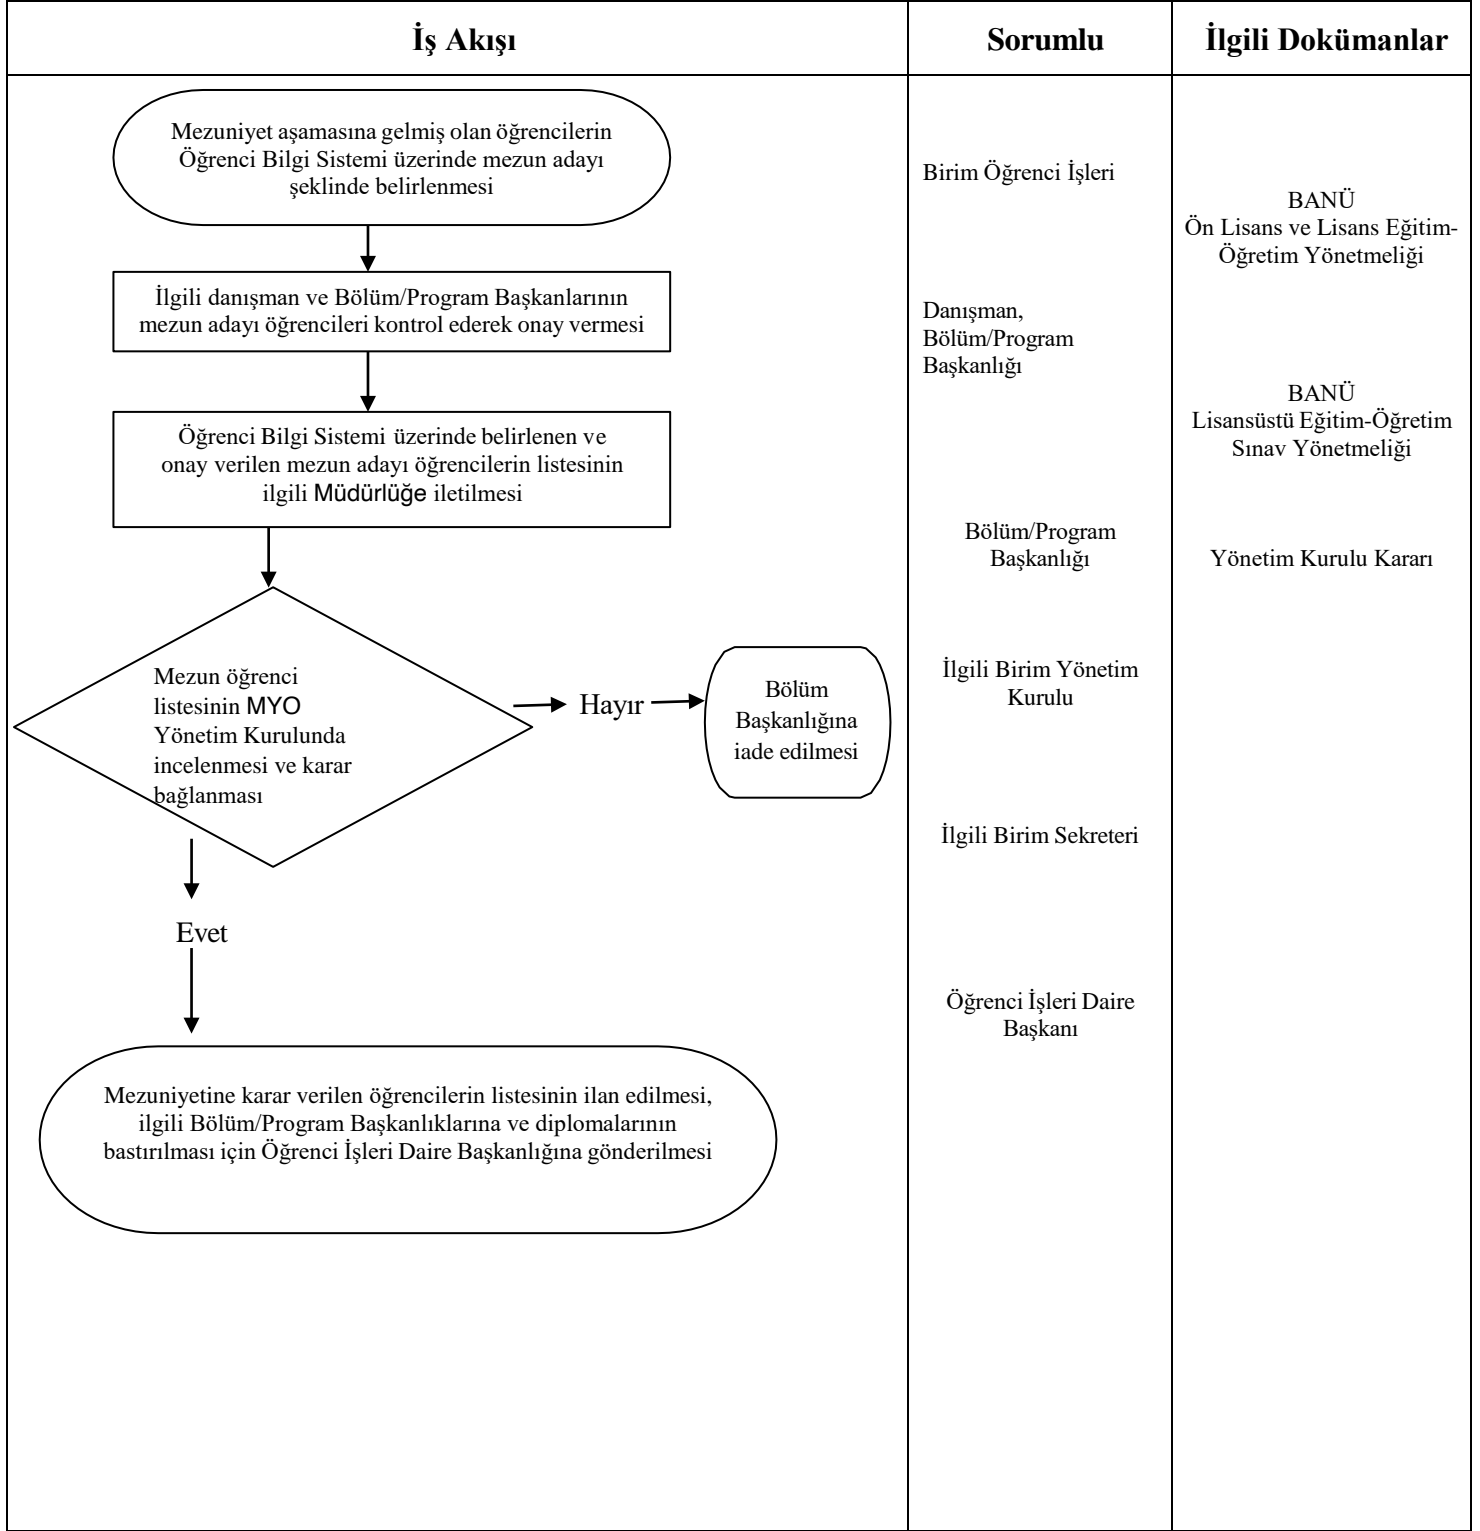 İş Akışı
Sorumlu
İlgili Dokümanlar
Mezuniyet aşamasına gelmiş olan öğrencilerin
Öğrenci Bilgi Sistemi üzerinde mezun adayı
şeklinde belirlenmesi
İlgili danışman ve Bölüm/Program Başkanlarının
mezun adayı öğrencileri kontrol ederek onay vermesi
Öğrenci Bilgi Sistemi üzerinde belirlenen ve
onay verilen mezun adayı öğrencilerin listesinin
ilgili Müdürlüğe iletilmesi
Mezun öğrenci
listesinin MYO
Yönetim Kurulunda
incelenmesi ve karar
bağlanması
Hayır
Bölüm
Başkanlığına
iade edilmesi
Evet
Mezuniyetine karar verilen öğrencilerin listesinin ilan edilmesi,
ilgili Bölüm/Program Başkanlıklarına ve diplomalarının
bastırılması için Öğrenci İşleri Daire Başkanlığına gönderilmesi
Birim Öğrenci İşleri
Danışman,
Bölüm/Program
Başkanlığı
Bölüm/Program
Başkanlığı
İlgili Birim Yönetim
Kurulu
İlgili Birim Sekreteri
Öğrenci İşleri Daire
Başkanı
BANÜ
Ön Lisans ve Lisans Eğitim-
Öğretim Yönetmeliği
BANÜ
Lisansüstü Eğitim-Öğretim
Sınav Yönetmeliği
Yönetim Kurulu Kararı